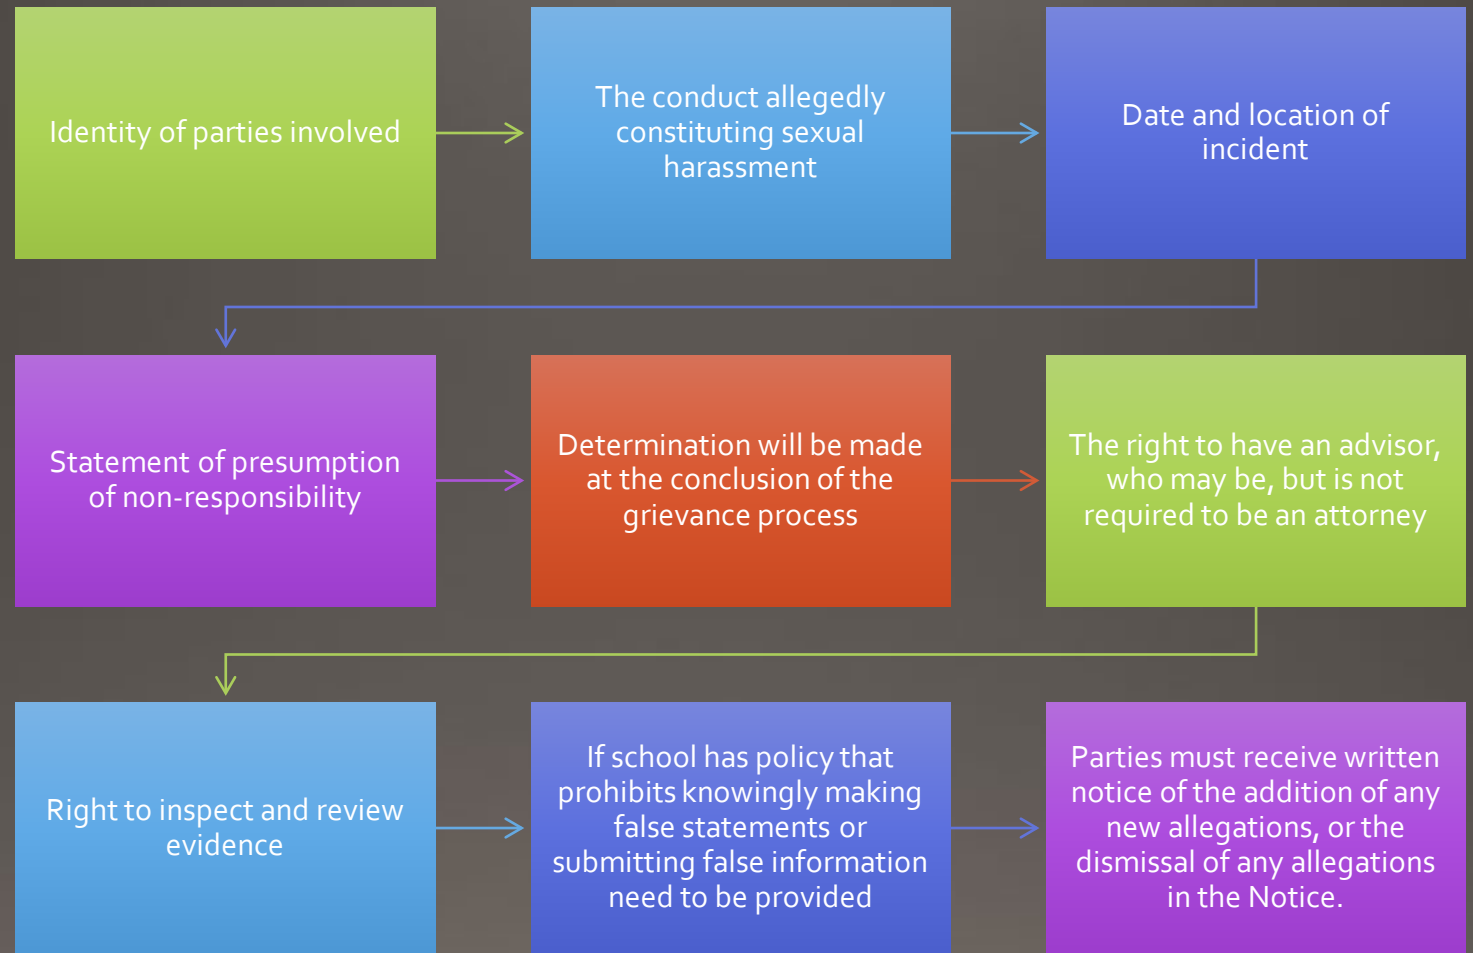 Identity of parties involved
The conduct allegedly
constituting sexual
harassment
Date and location of
incident
Statement of presumption
of non-responsibility
Determination will be made
at the conclusion of the
grievance process
The right to have an advisor,
who may be, but is not
required to be an attorney
Right to inspect and review
evidence
If school has policy that
prohibits knowingly making
false statements or
submitting false information
need to be provided
Parties must receive written
notice of the addition of any
new allegations, or the
dismissal of any allegations
in the Notice.